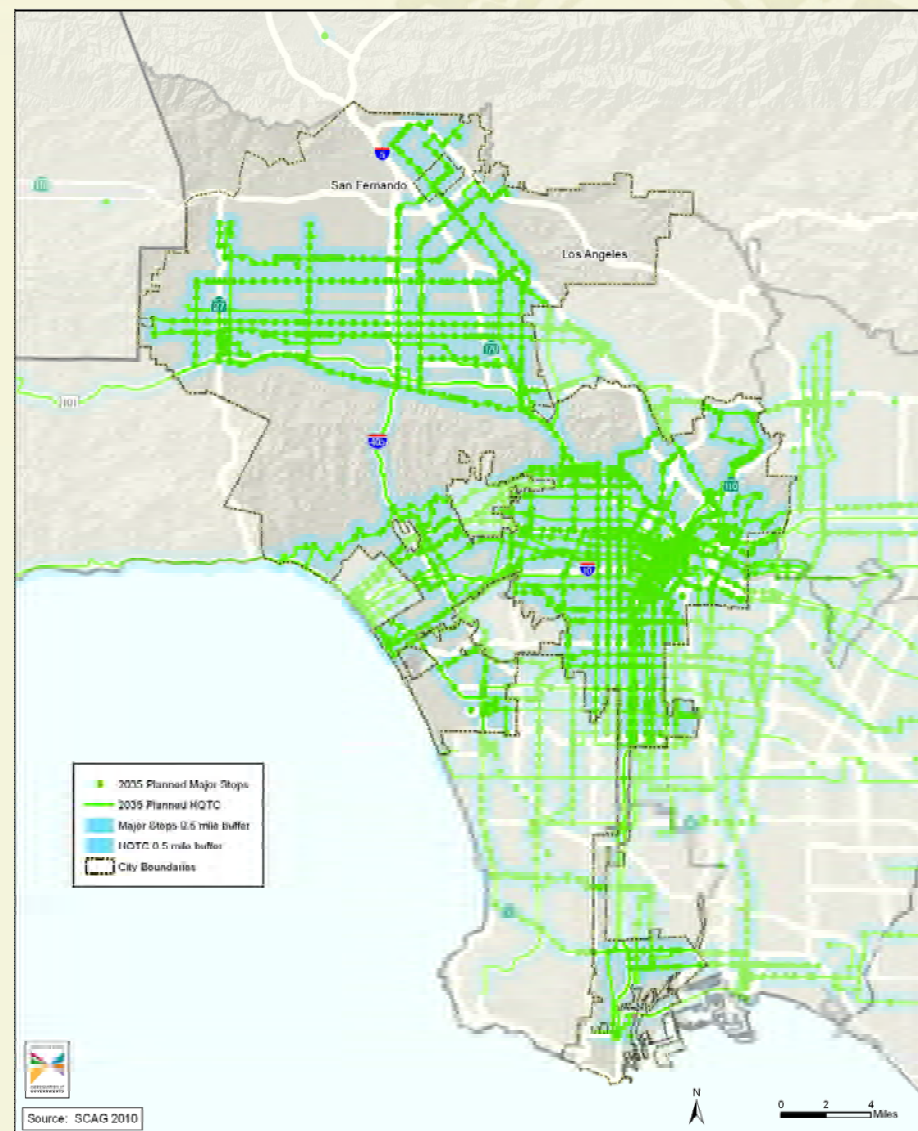 5
San Fernando
Los Angeles
27
170
101
405
110
10
2035 Planned Major Stops
2035 Planned HQTC
Major Stops 0.5 mile buffer
HQTC 0.5 mile buffer
City Boundaries
N
0 2 4
Miles
Source: SCAG 2010